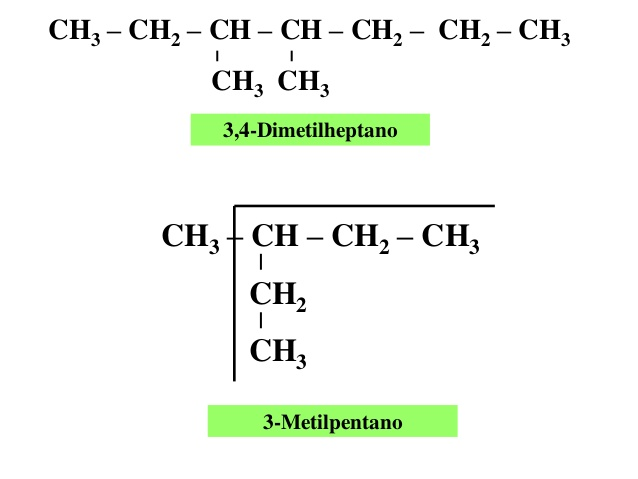 CH₃ – CH₂ – CH – CH – CH₂ – CH₂ – CH₃
CH₃ CH₃
3,4-Dimetilheptano
CH₃ – CH – CH₂ – CH₃
CH₂
CH₃
3-Metilpentano